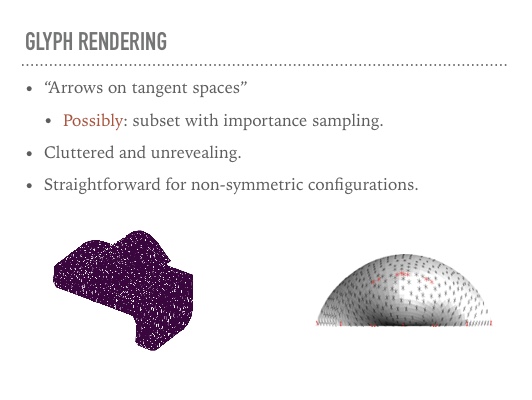 GLYPH RENDERING
• “Arrows on tangent spaces”
• Possibly: subset with importance sampling.
• Cluttered and unrevealing.
• Straightforward for non-symmetric configurations.